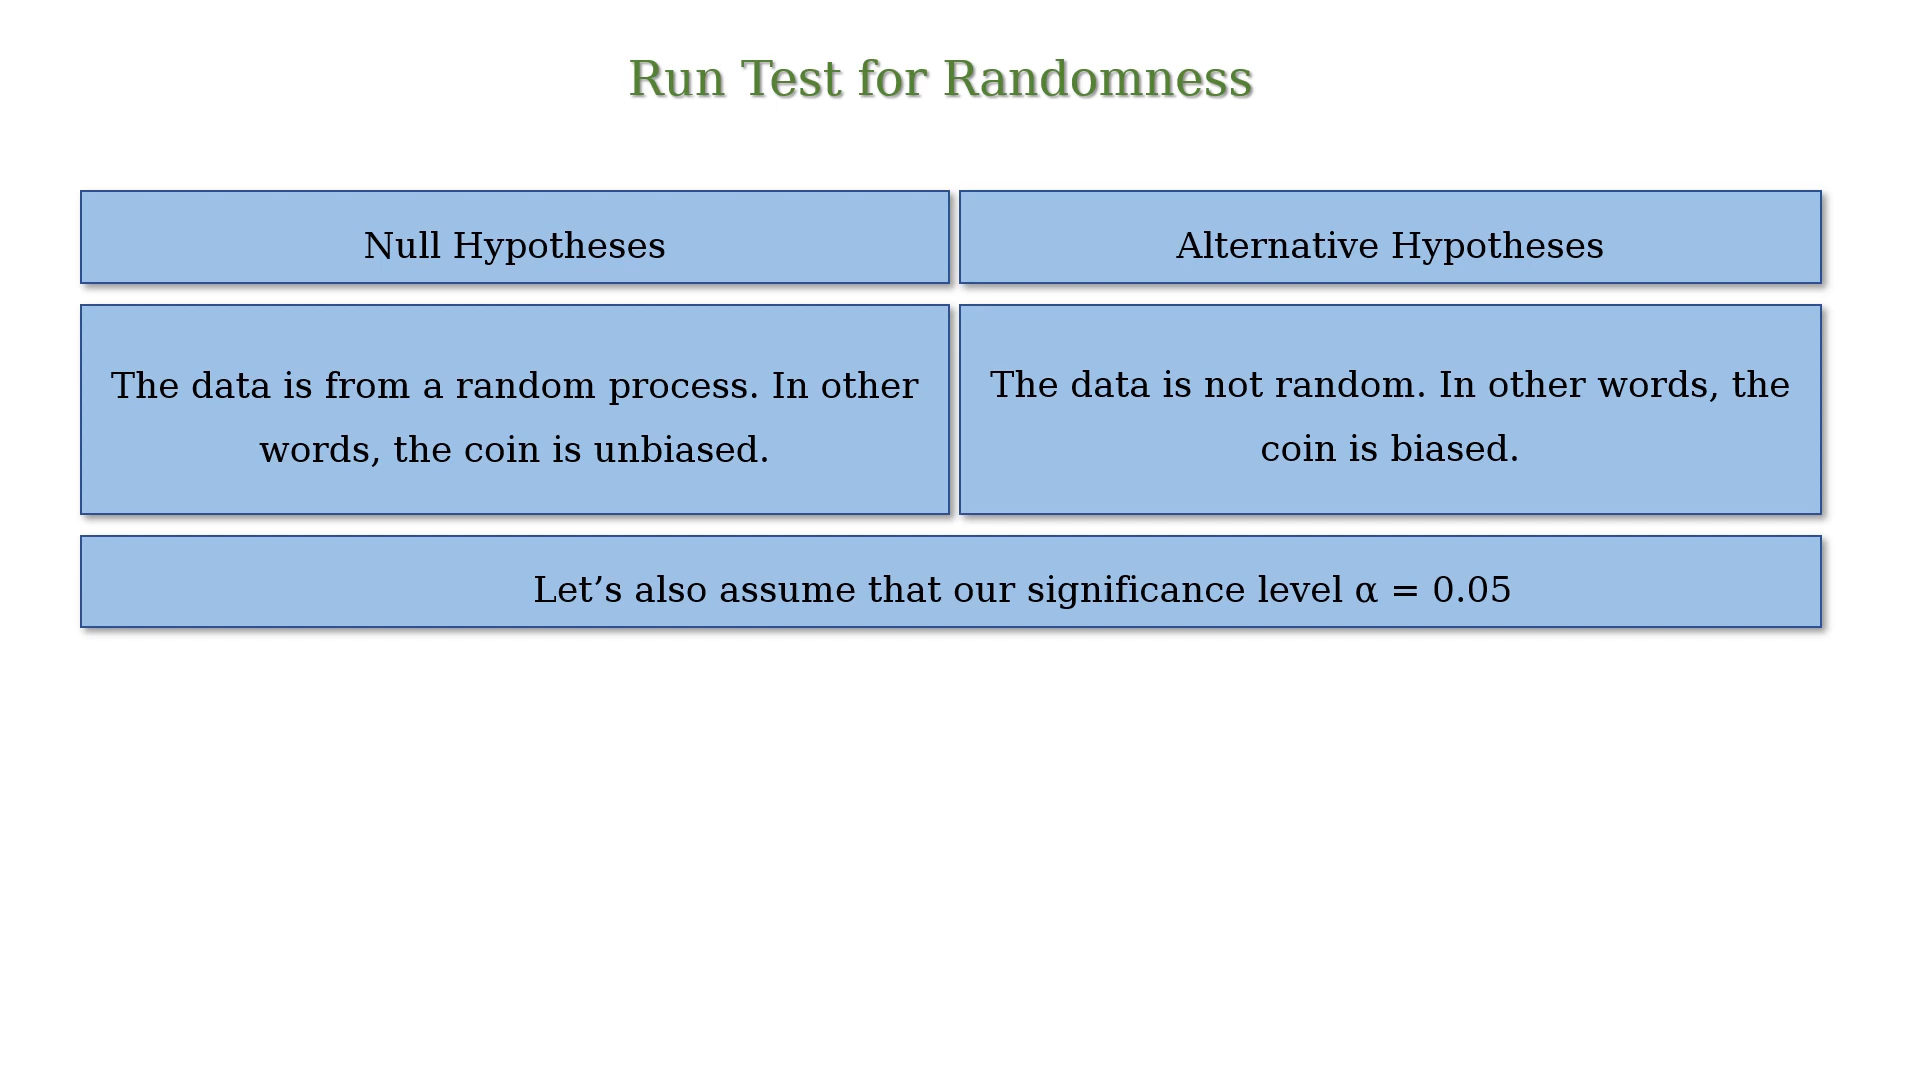 Run Test for Randomness
Null Hypotheses
Alternative Hypotheses
The data is from a random process. In other
words, the coin is unbiased.
The data is not random. In other words, the
coin is biased.
Let’s also assume that our significance level α = 0.05